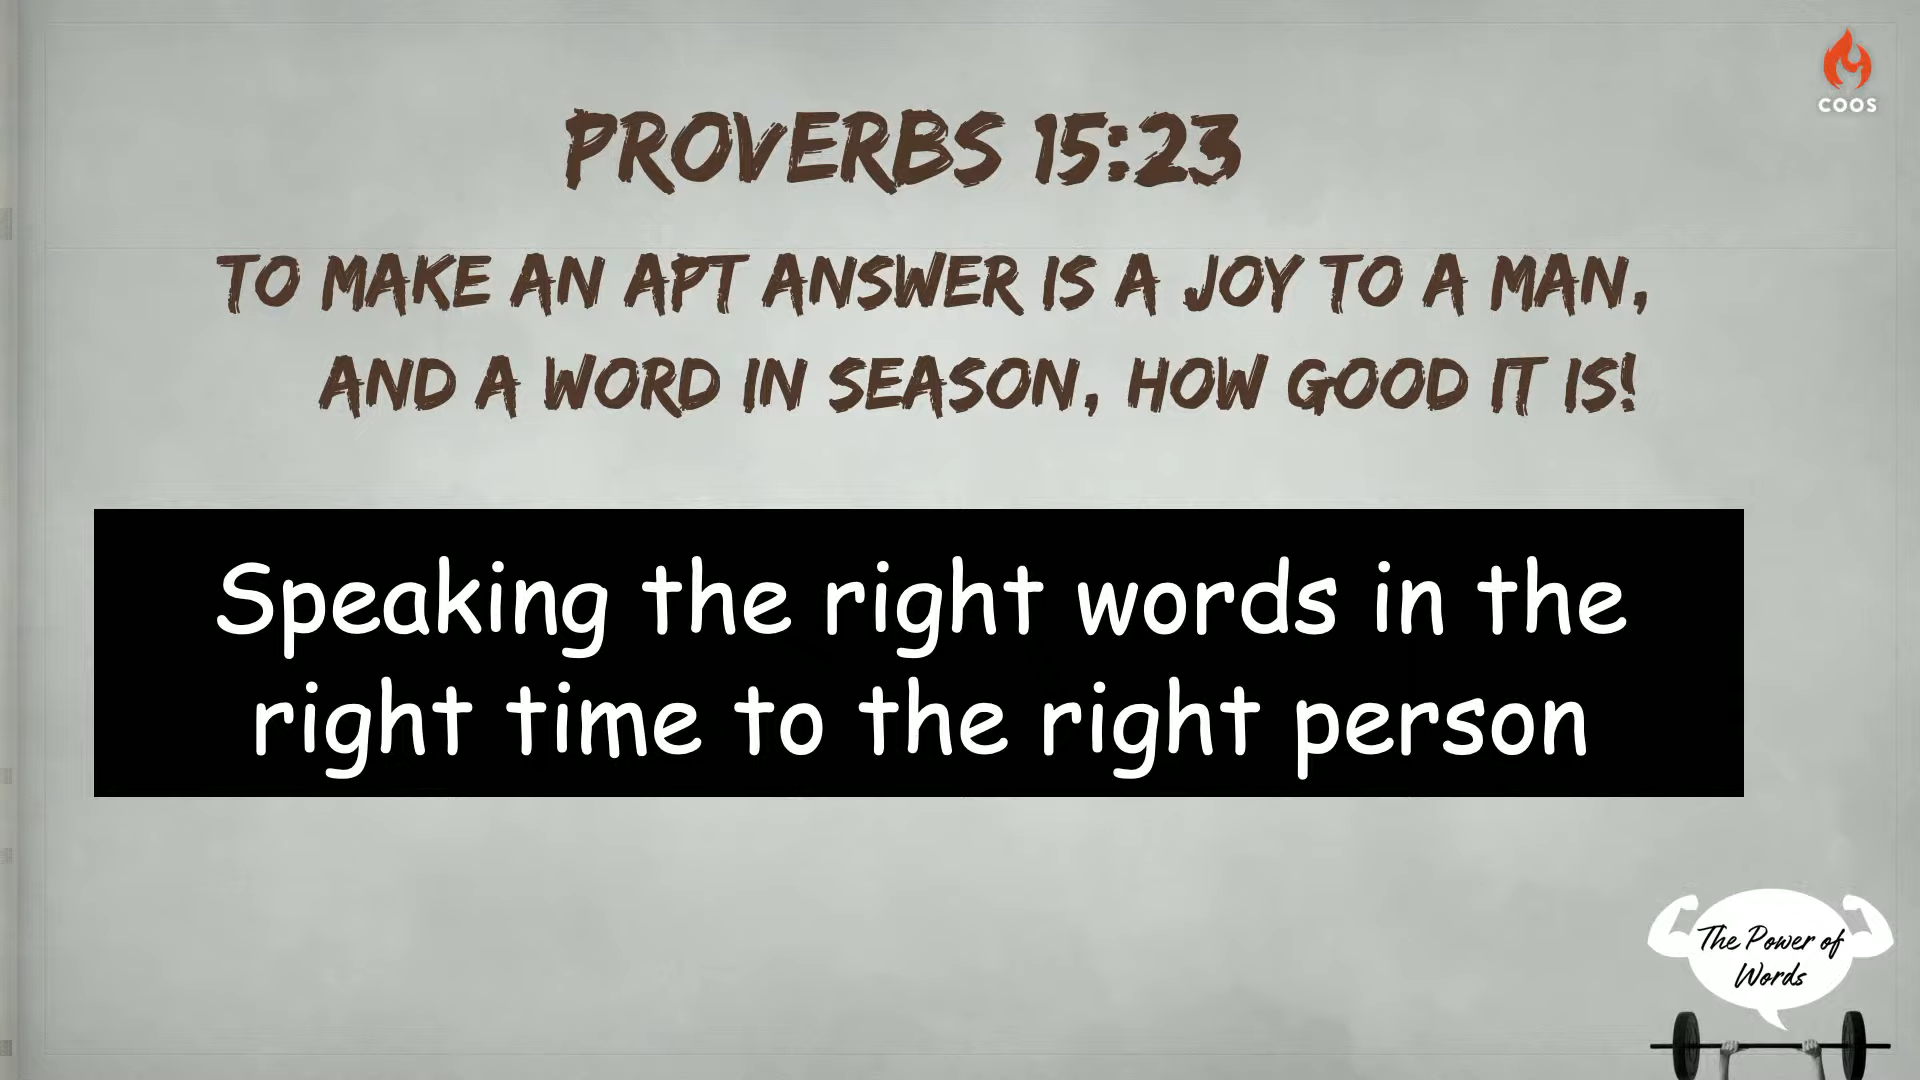 COOS
PROVERBS 15:23
TO MAKE AN APT ANSWER IS A JOY TO A MAN,
AND A WORD IN SEASON, HOW GOOD IT IS!
Speaking the right words in the
right time to the right person
The Power of
Words